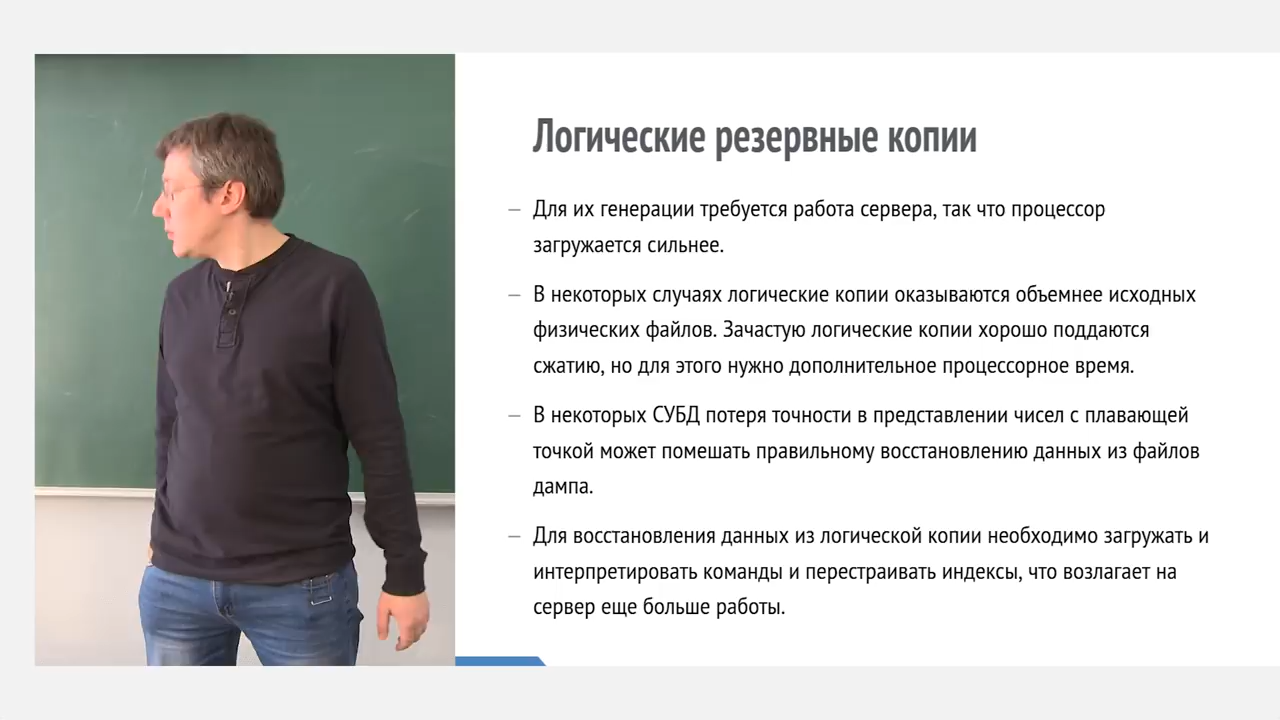 Логические резервные копии
– Для их генерации требуется работа сервера, так что процессор
загружается сильнее.
– В некоторых случаях логические копии оказываются объемнее исходных
физических файлов. Зачастую логические копии хорошо поддаются
сжатию, но для этого нужно дополнительное процессорное время.
– В некоторых СУБД потеря точности в представлении чисел с плавающей
точкой может помешать правильному восстановлению данных из файлов
дампа.
– Для восстановления данных из логической копии необходимо загружать и
интерпретировать команды и перестраивать индексы, что возлагает на
сервер еще больше работы.